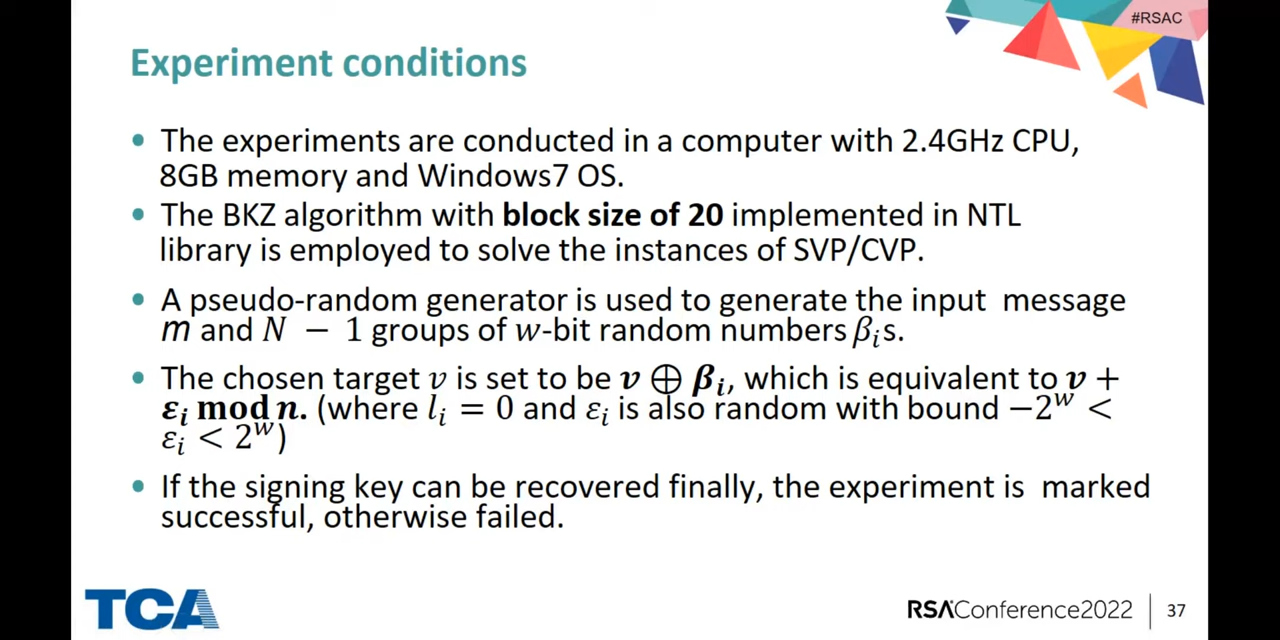 #RSAC
Experiment conditions
• The experiments are conducted in a computer with 2.4GHz CPU,
8GB memory and Windows7 OS.
• The BKZ algorithm with block size of 20 implemented in NTL
library is employed to solve the instances of SVP/CVP.
• A pseudo-random generator is used to generate the input message
m and N − 1 groups of w-bit random numbers βᵢs.
• The chosen target v is set to be v ⊕ βᵢ, which is equivalent to v +
εᵢ mod n. (where lᵢ = 0 and εᵢ is also random with bound −2ʷ <
εᵢ < 2ʷ)
• If the signing key can be recovered finally, the experiment is marked
successful, otherwise failed.
TCA
RSAConference2022
37